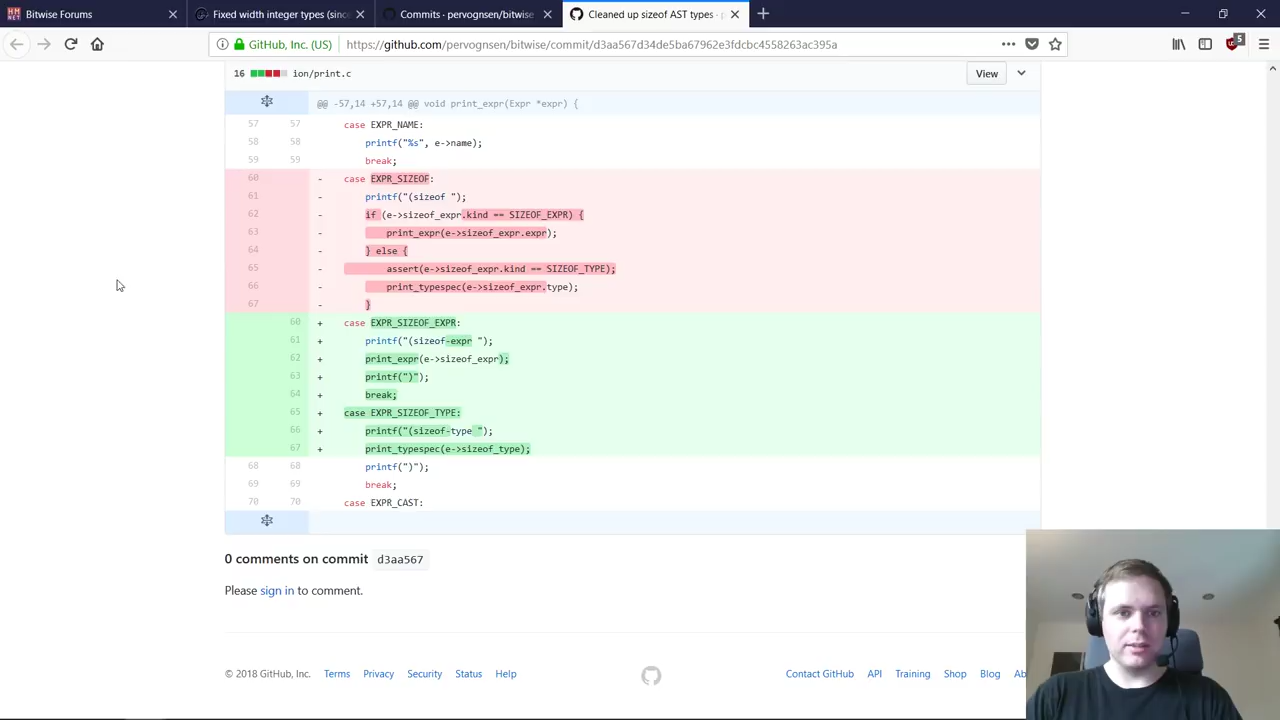 Bitwise Forums
Fixed width integer types (since
Commits · pervognsen/bitwise
Cleaned up sizeof AST types · p
GitHub, Inc. (US)
https://github.com/pervognsen/bitwise/commit/d3aa567d34de5ba67962e3fdcbc4558263ac395a
5
16 ion/print.c
View
@@ -57,14 +57,14 @@ void print_expr(Expr *expr) {
57 57 case EXPR_NAME:
58 58 printf("%s", e->name);
59 59 break;
60 - case EXPR_SIZEOF:
61 - printf("(sizeof ");
62 - if (e->sizeof_expr.kind == SIZEOF_EXPR) {
63 - print_expr(e->sizeof_expr.expr);
64 - } else {
65 - assert(e->sizeof_expr.kind == SIZEOF_TYPE);
66 - print_typespec(e->sizeof_expr.type);
67 - }
60 + case EXPR_SIZEOF_EXPR:
61 + printf("(sizeof-expr ");
62 + print_expr(e->sizeof_expr);
63 + printf(")");
64 + break;
65 + case EXPR_SIZEOF_TYPE:
66 + printf("(sizeof-type ");
67 + print_typespec(e->sizeof_type);
68 68 printf(")");
69 69 break;
70 70 case EXPR_CAST:
0 comments on commit d3aa567
Please sign in to comment.
© 2018 GitHub, Inc. Terms Privacy Security Status Help
Contact GitHub API Training Shop Blog Ab